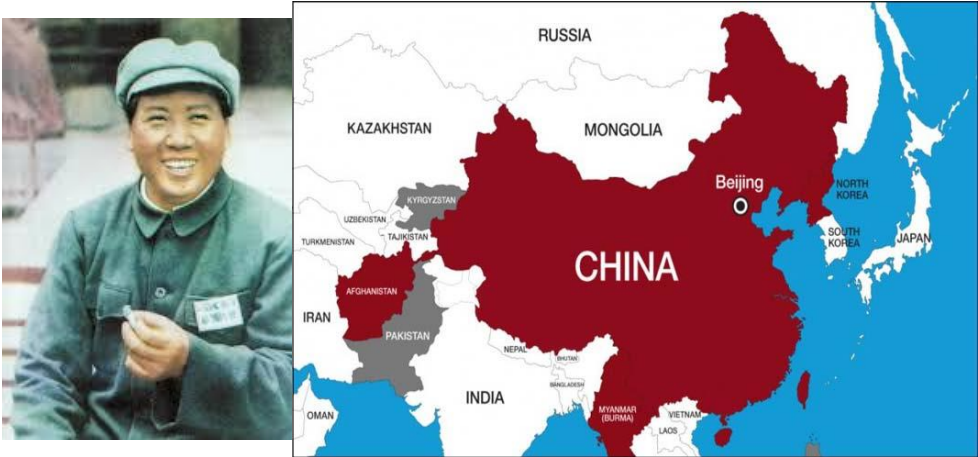 RUSSIA
KAZAKHSTAN
MONGOLIA
Beijing
NORTH
KOREA
KYRGYZSTAN
UZBEKISTAN
TAJIKISTAN
TURKMENISTAN
SOUTH
KOREA
JAPAN
CHINA
AFGHANISTAN
IRAN
PAKISTAN
NEPAL
BHUTAN
BANGLADESH
INDIA
OMAN
MYANMAR
(BURMA)
VIETNAM
LAOS